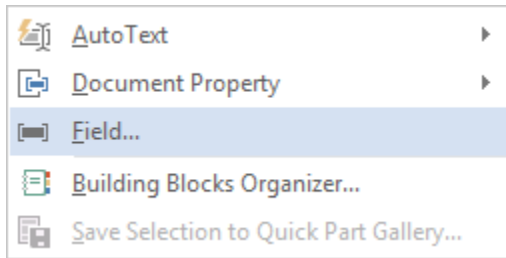 AutoText
Document Property
Field...
Building Blocks Organizer...
Save Selection to Quick Part Gallery...